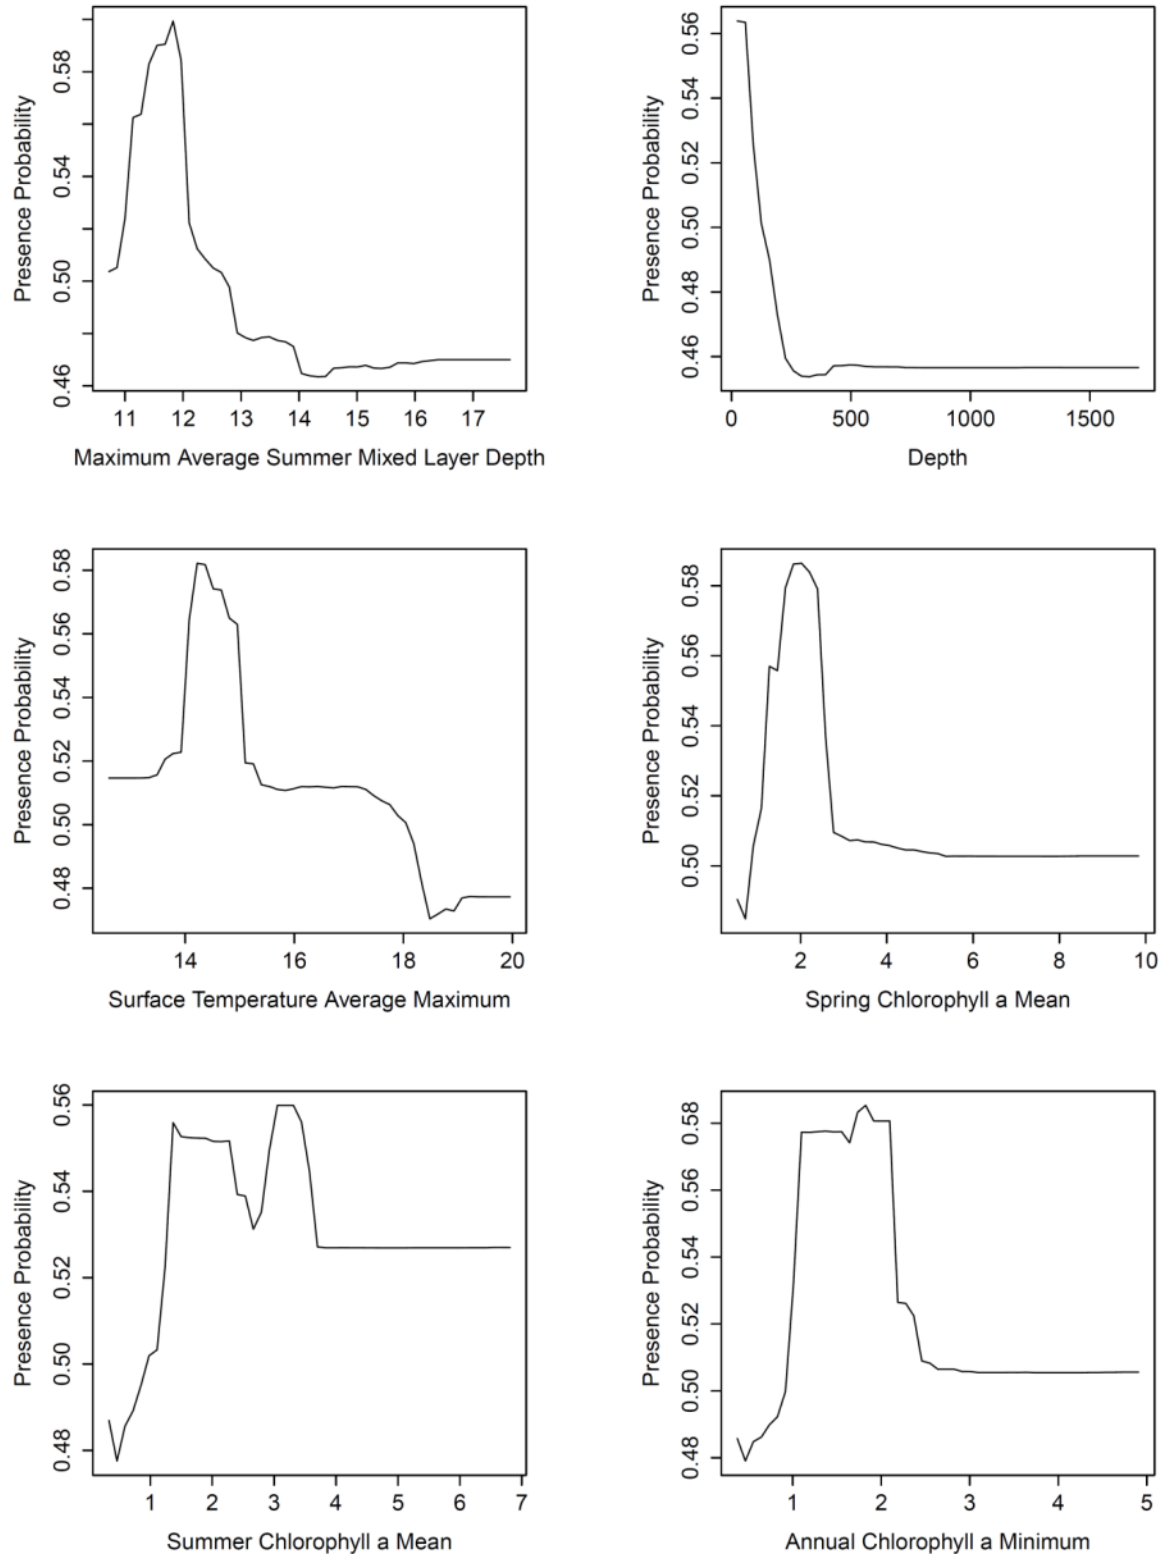 Presence Probability
0.58
0.54
0.50
0.46
11 12 13 14 15 16 17
Maximum Average Summer Mixed Layer Depth
Presence Probability
0.56
0.54
0.52
0.50
0.48
0.46
0 500 1000 1500
Depth
Presence Probability
0.58
0.56
0.54
0.52
0.50
0.48
14 16 18 20
Surface Temperature Average Maximum
Presence Probability
0.58
0.56
0.54
0.52
0.50
2 4 6 8 10
Spring Chlorophyll a Mean
Presence Probability
0.56
0.54
0.52
0.50
0.48
1 2 3 4 5 6 7
Summer Chlorophyll a Mean
Presence Probability
0.58
0.56
0.54
0.52
0.50
0.48
1 2 3 4 5
Annual Chlorophyll a Minimum